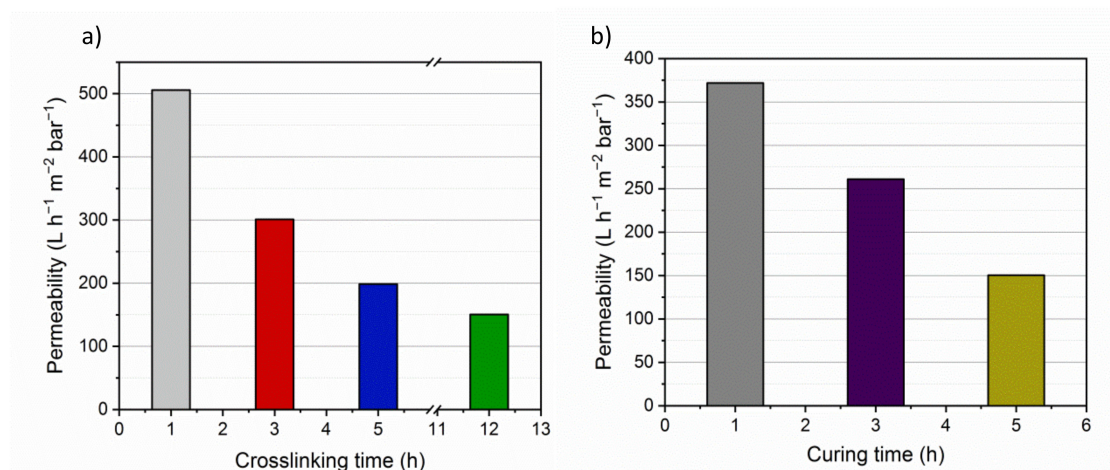 a)
Permeability (L h⁻¹ m⁻² bar⁻¹)
500
400
300
200
100
0
0 1 2 3 4 5 11 12 13
Crosslinking time (h)
b)
Permeability (L h⁻¹ m⁻² bar⁻¹)
400
350
300
250
200
150
100
50
0
0 1 2 3 4 5 6
Curing time (h)